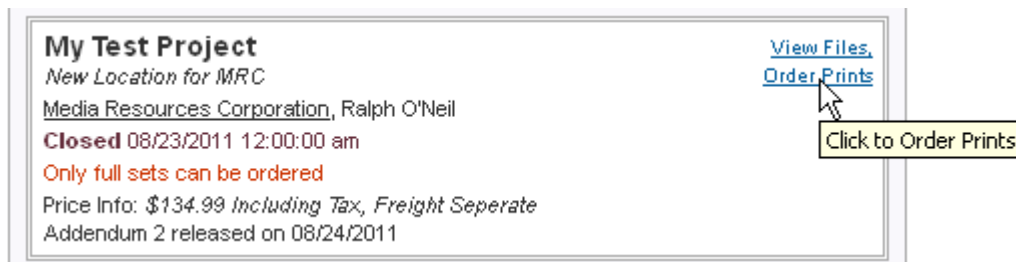 My Test Project
View Files,
New Location for MRC
Order Prints
Media Resources Corporation, Ralph O'Neil
Closed 08/23/2011 12:00:00 am
Click to Order Prints
Only full sets can be ordered
Price Info: $134.99 Including Tax, Freight Seperate
Addendum 2 released on 08/24/2011